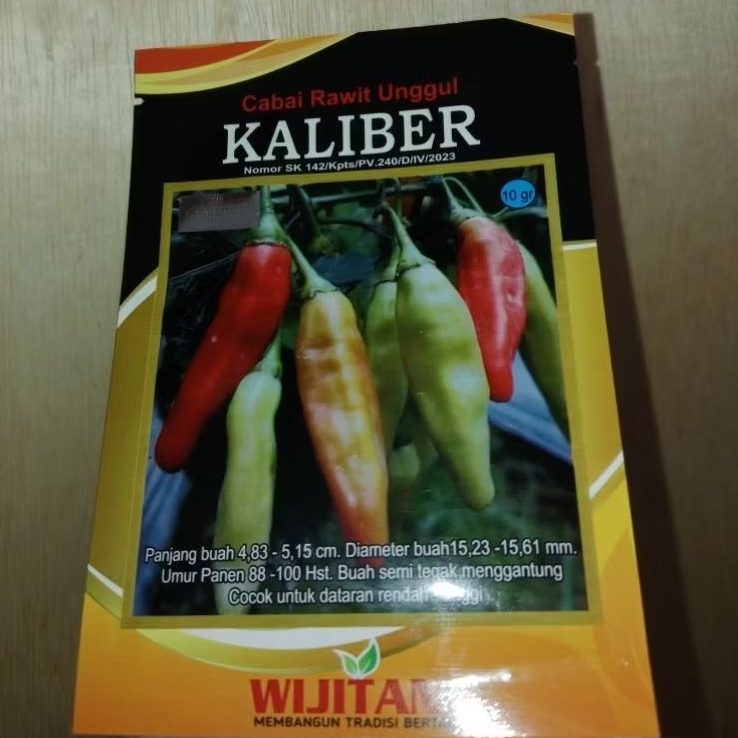 Cabai Rawit Unggul
KALIBER
Nomor SK 142/Kpts/PV.240/D/IV/2023
10 gr
Panjang buah 4,83 - 5,15 cm. Diameter buah15,23 -15,61 mm.
Umur Panen 88 -100 Hst. Buah semi tegak menggantung
Cocok untuk dataran rendah
WIJITAN
MEMBANGUN TRADISI